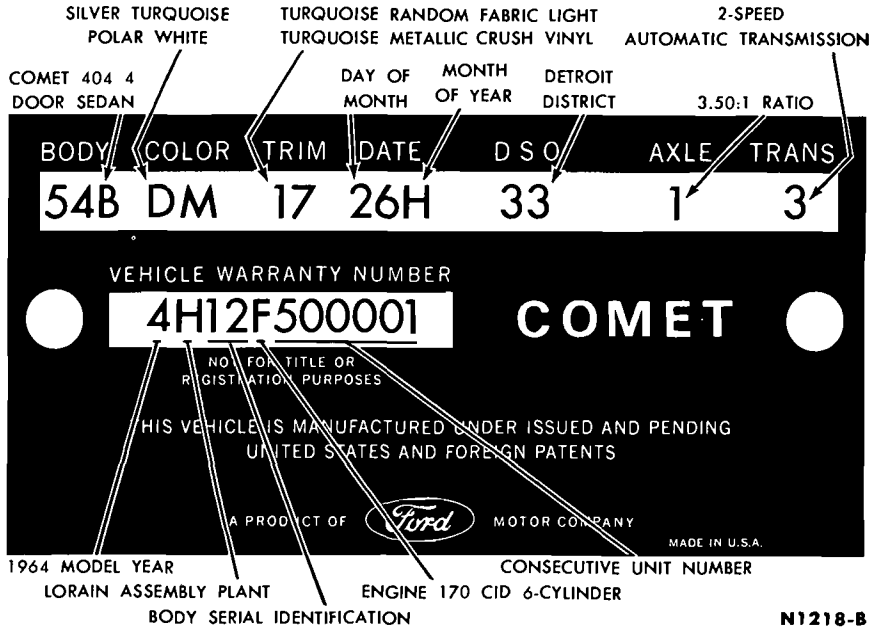 SILVER TURQUOISE
POLAR WHITE
TURQUOISE RANDOM FABRIC LIGHT
TURQUOISE METALLIC CRUSH VINYL
2-SPEED
AUTOMATIC TRANSMISSION
COMET 404 4
DOOR SEDAN
DAY OF
MONTH
MONTH
OF YEAR
DETROIT
DISTRICT
3.50:1 RATIO
BODY COLOR TRIM DATE DSO AXLE TRANS
54B DM 17 26H 33 1 3
VEHICLE WARRANTY NUMBER
4H12F500001
COMET
NOT FOR TITLE OR
REGISTRATION PURPOSES
THIS VEHICLE IS MANUFACTURED UNDER ISSUED AND PENDING
UNITED STATES AND FOREIGN PATENTS
A PRODUCT OF Ford MOTOR COMPANY
MADE IN U.S.A.
1964 MODEL YEAR
LORAIN ASSEMBLY PLANT
BODY SERIAL IDENTIFICATION
ENGINE 170 CID 6-CYLINDER
CONSECUTIVE UNIT NUMBER
N1218-B